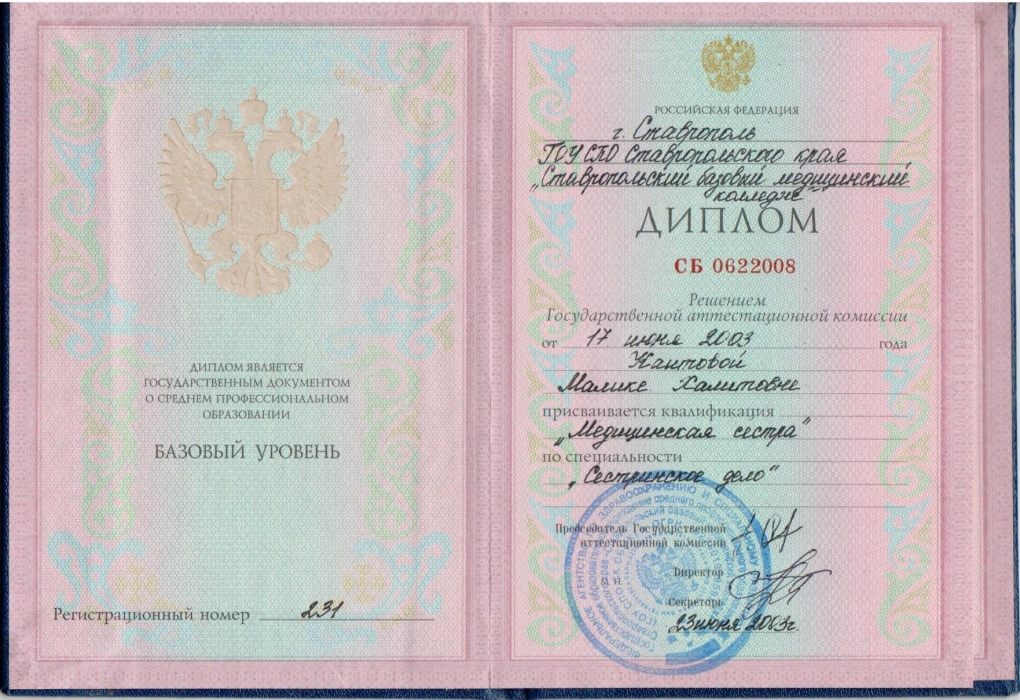 ДИПЛОМ ЯВЛЯЕТСЯ
ГОСУДАРСТВЕННЫМ ДОКУМЕНТОМ
О СРЕДНЕМ ПРОФЕССИОНАЛЬНОМ
ОБРАЗОВАНИИ
БАЗОВЫЙ УРОВЕНЬ
Регистрационный номер 231
РОССИЙСКАЯ ФЕДЕРАЦИЯ
г. Ставрополь
ГОУ СПО Ставропольского края
„Ставропольский базовый медицинский
колледж"
ДИПЛОМ
СБ 0622008
Решением
Государственной аттестационной комиссии
от 17 июня 2003 года
Кантовой
Малике Халитовне
присваивается квалификация
„Медицинская сестра"
по специальности
„Сестринское дело"
Председатель Государственной
аттестационной комиссии
Директор
Секретарь
23 июня 2003г.